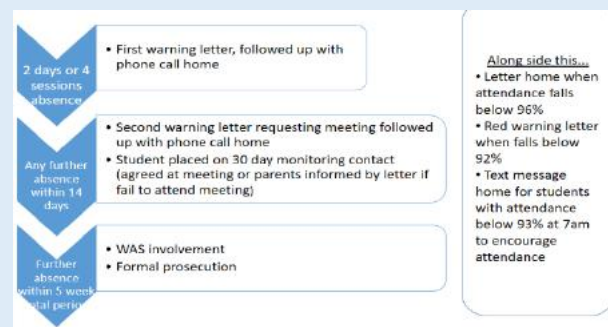 2 days or 4
sessions
absence
• First warning letter, followed up with
phone call home
Any further
absence
within 14
days
• Second warning letter requesting meeting followed
up with phone call home
• Student placed on 30 day monitoring contact
(agreed at meeting or parents informed by letter if
fail to attend meeting)
Further
absence
within 5 week
• WAS involvement
• Formal prosecution
Along side this...
• Letter home when
attendance falls
below 96%
• Red warning letter
when falls below
92%
• Text message
home for students
with attendance
below 93% at 7am
to encourage
attendance